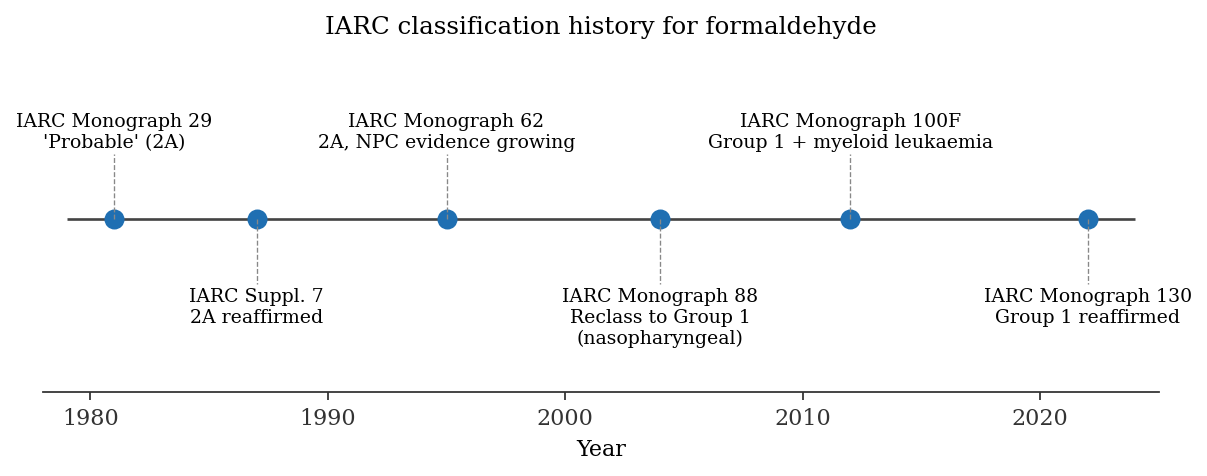 IARC classification history for formaldehyde
IARC Monograph 29
'Probable' (2A)
IARC Monograph 62
2A, NPC evidence growing
IARC Monograph 100F
Group 1 + myeloid leukaemia
IARC Suppl. 7
2A reaffirmed
IARC Monograph 88
Reclass to Group 1
(nasopharyngeal)
IARC Monograph 130
Group 1 reaffirmed
1980 1990 2000 2010 2020
Year